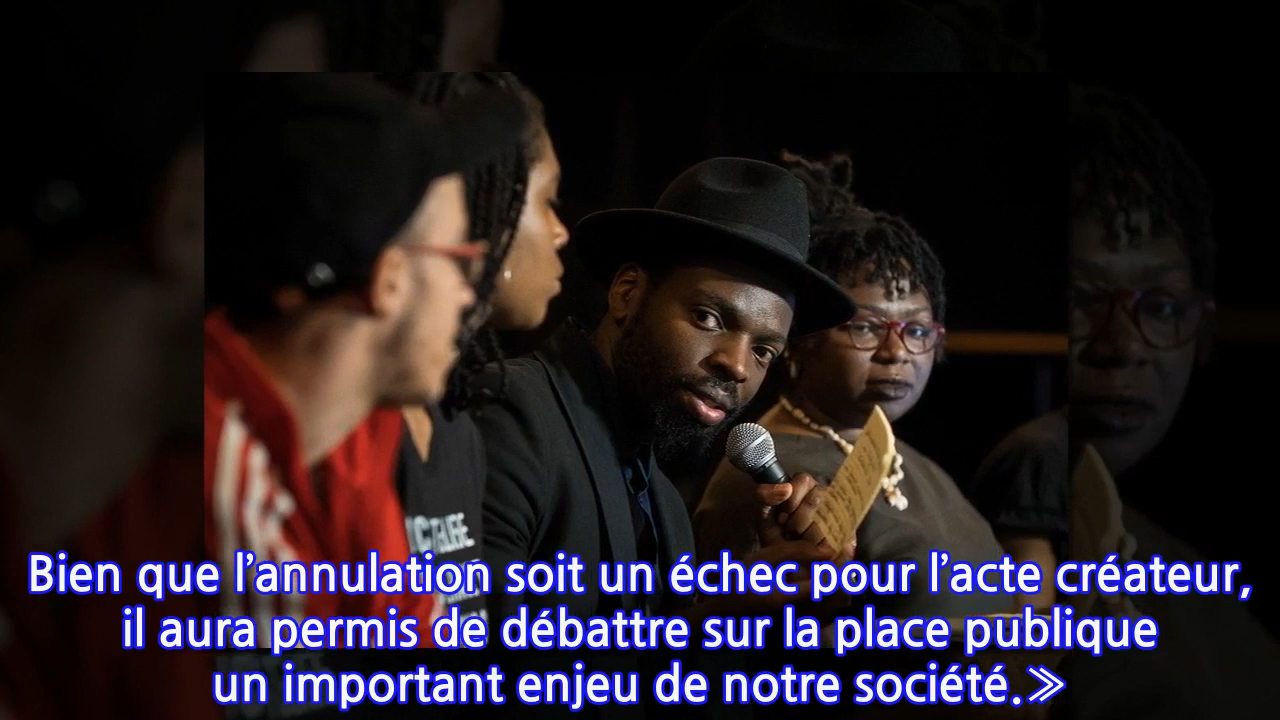 Bien que l’annulation soit un échec pour l’acte créateur,
il aura permis de débattre sur la place publique
un important enjeu de notre société.≫